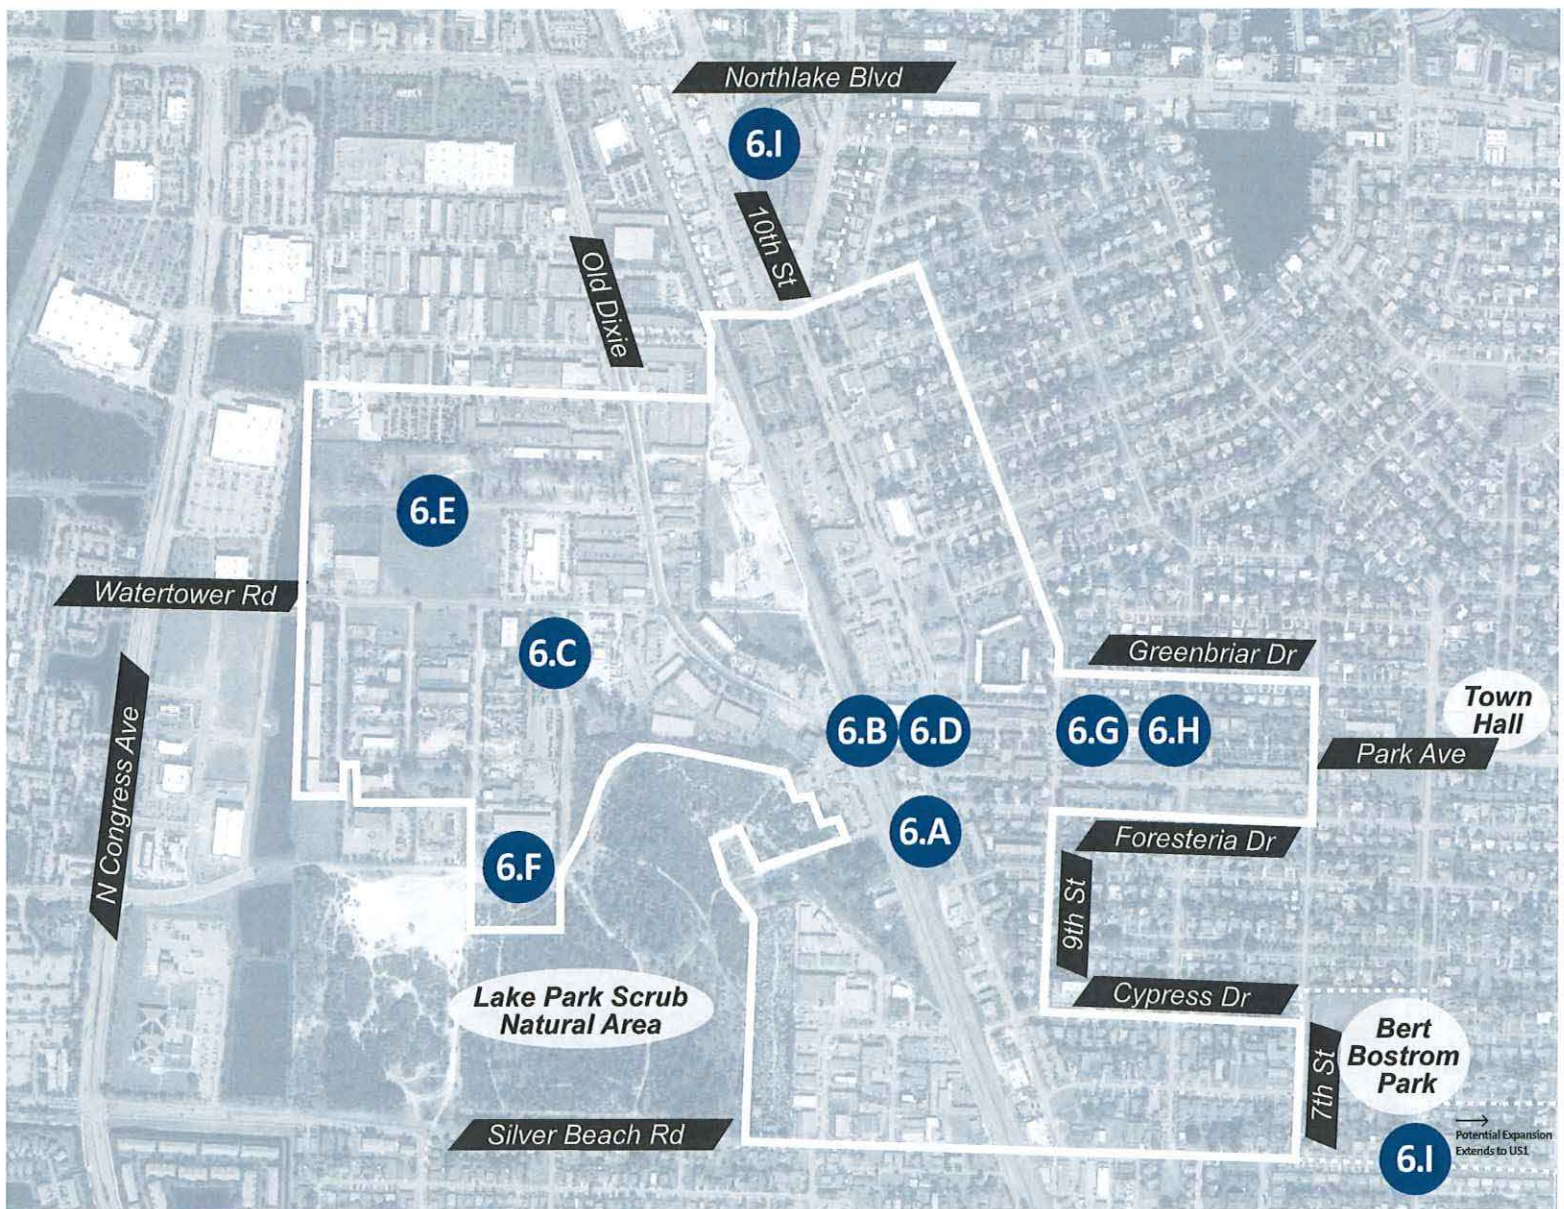 Northlake Blvd
6.I
10th St
Old Dixie
6.E
Watertower Rd
6.C
Greenbriar Dr
Town
Hall
6.B
6.D
6.G
6.H
Park Ave
N Congress Ave
6.A
Foresteria Dr
6.F
9th St
Lake Park Scrub
Natural Area
Cypress Dr
Bert
Bostrom
Park
7th St
Silver Beach Rd
6.I
Potential Expansion
Extends to US1